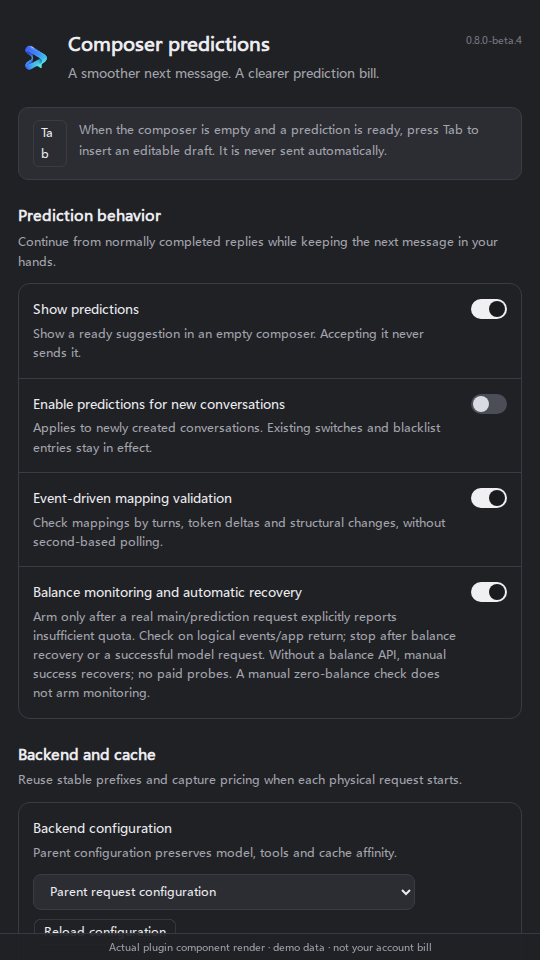 Composer predictions
0.8.0-beta.4
A smoother next message. A clearer prediction bill.
Ta
b
When the composer is empty and a prediction is ready, press Tab to
insert an editable draft. It is never sent automatically.
Prediction behavior
Continue from normally completed replies while keeping the next message in your
hands.
Show predictions
Show a ready suggestion in an empty composer. Accepting it never
sends it.
Enable predictions for new conversations
Applies to newly created conversations. Existing switches and blacklist
entries stay in effect.
Event-driven mapping validation
Check mappings by turns, token deltas and structural changes, without
second-based polling.
Balance monitoring and automatic recovery
Arm only after a real main/prediction request explicitly reports
insufficient quota. Check on logical events/app return; stop after balance
recovery or a successful model request. Without a balance API, manual
success recovers; no paid probes. A manual zero-balance check does
not arm monitoring.
Backend and cache
Reuse stable prefixes and capture pricing when each physical request starts.
Backend configuration
Parent configuration preserves model, tools and cache affinity.
Parent request configuration
Reload configuration
Actual plugin component render · demo data · not your account bill